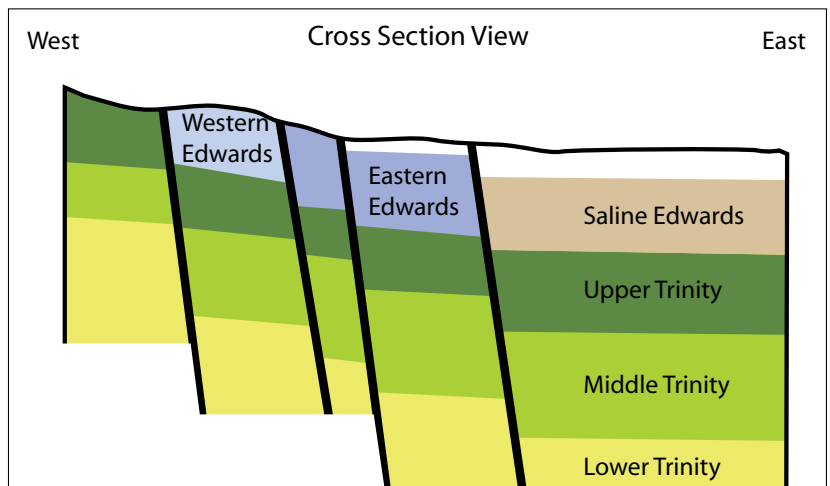 Cross Section View
West
East
Western
Edwards
Eastern
Edwards
Saline Edwards
Upper Trinity
Middle Trinity
Lower Trinity